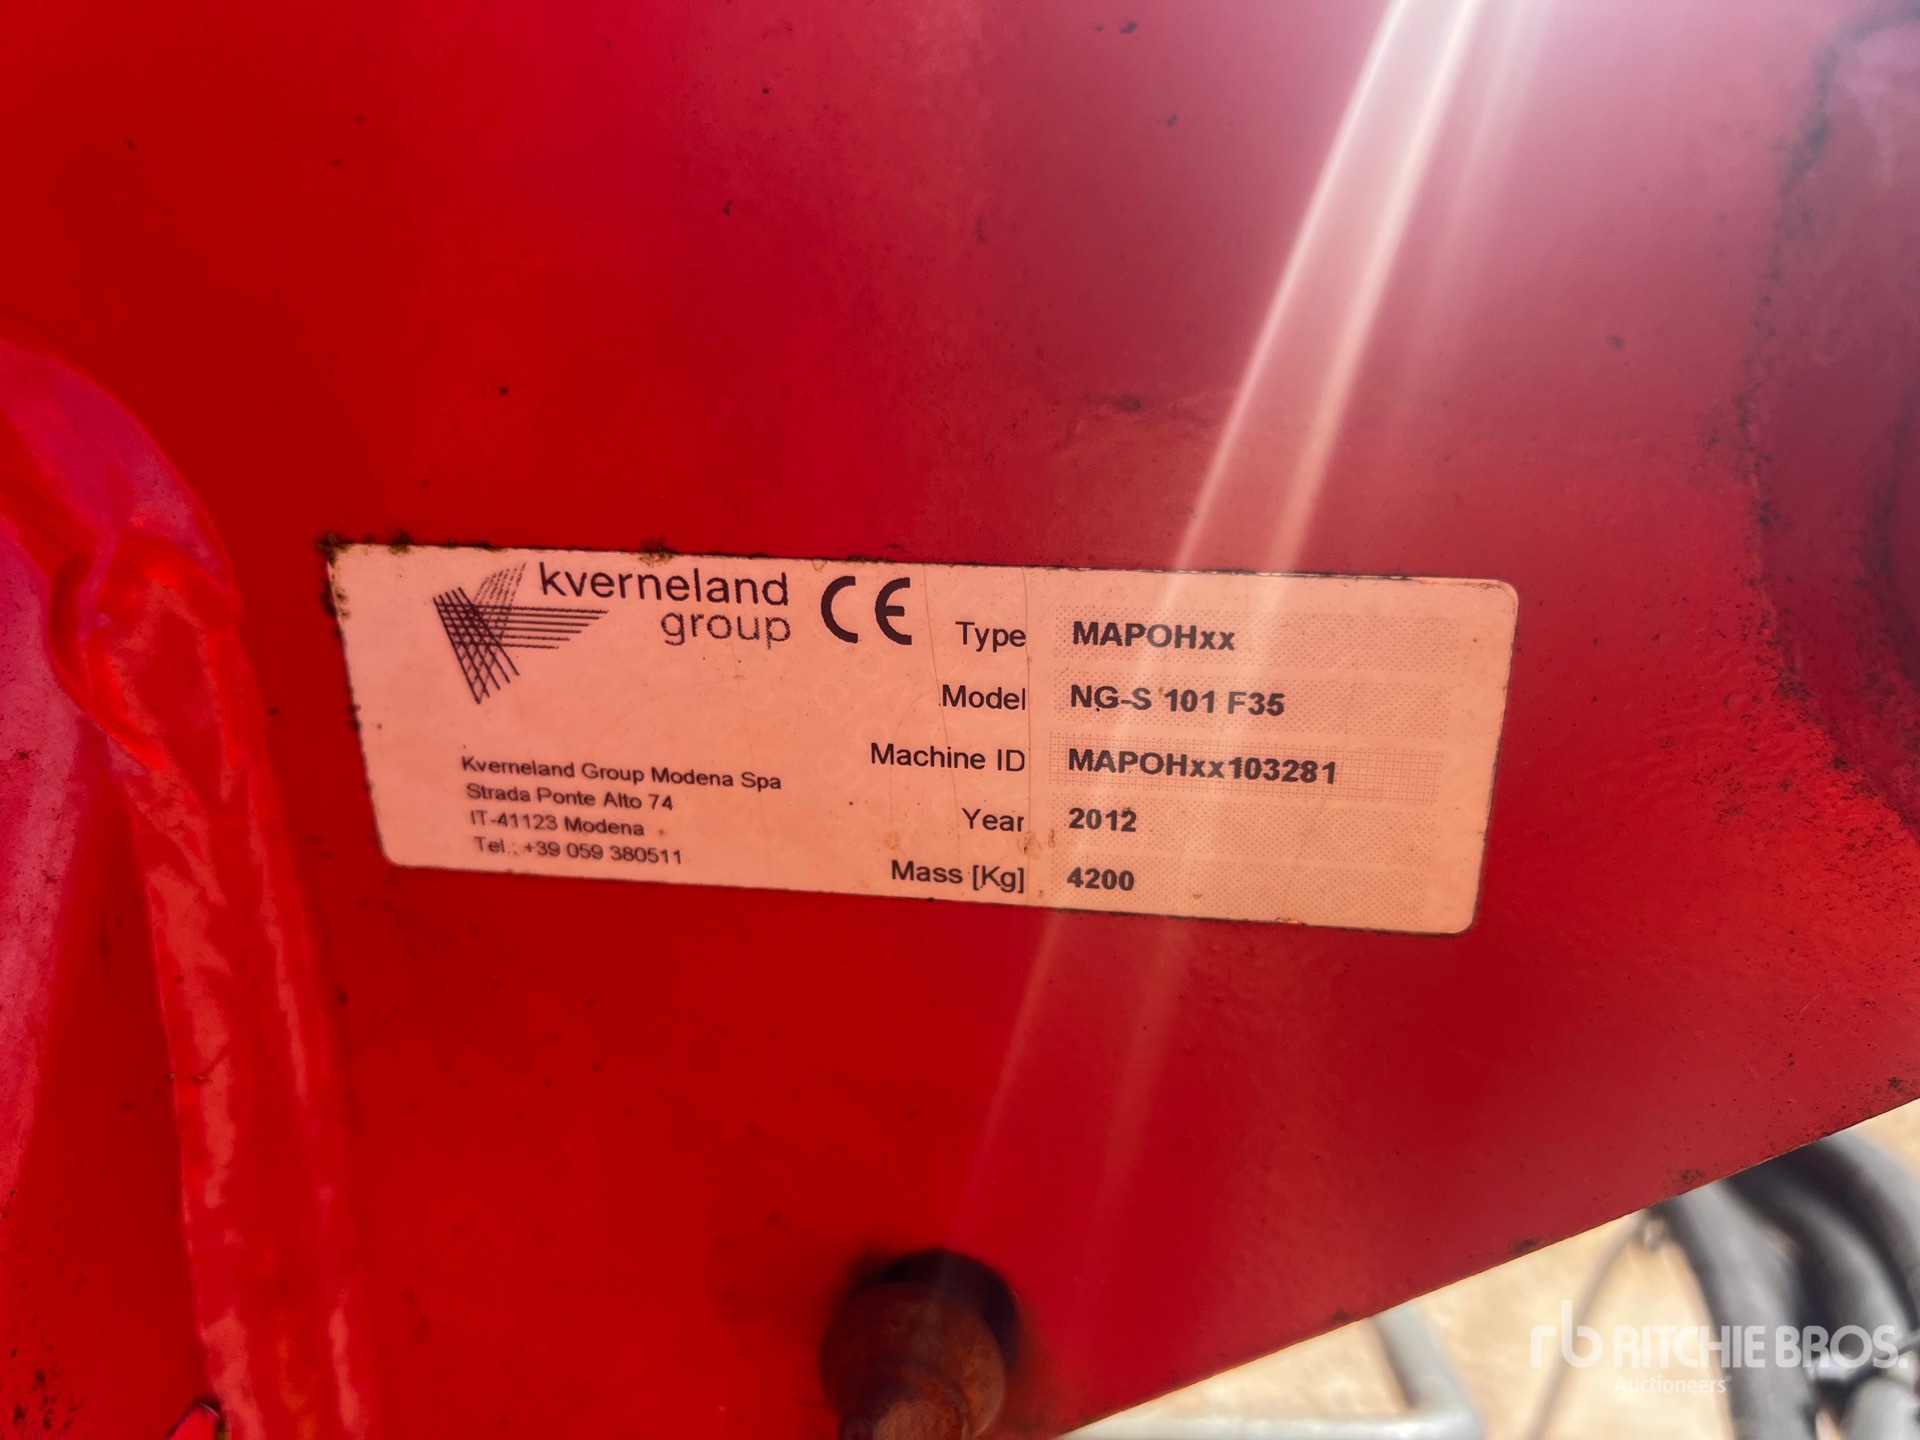 kverneland
group
CE
Type MAPOHxx
Model NG-S 101 F35
Machine ID MAPOHxx103281
Year 2012
Mass [Kg] 4200
Kverneland Group Modena Spa
Strada Ponte Alto 74
IT-41123 Modena
Tel.: +39 059 380511
rb RITCHIE BROS.
Auctioneers